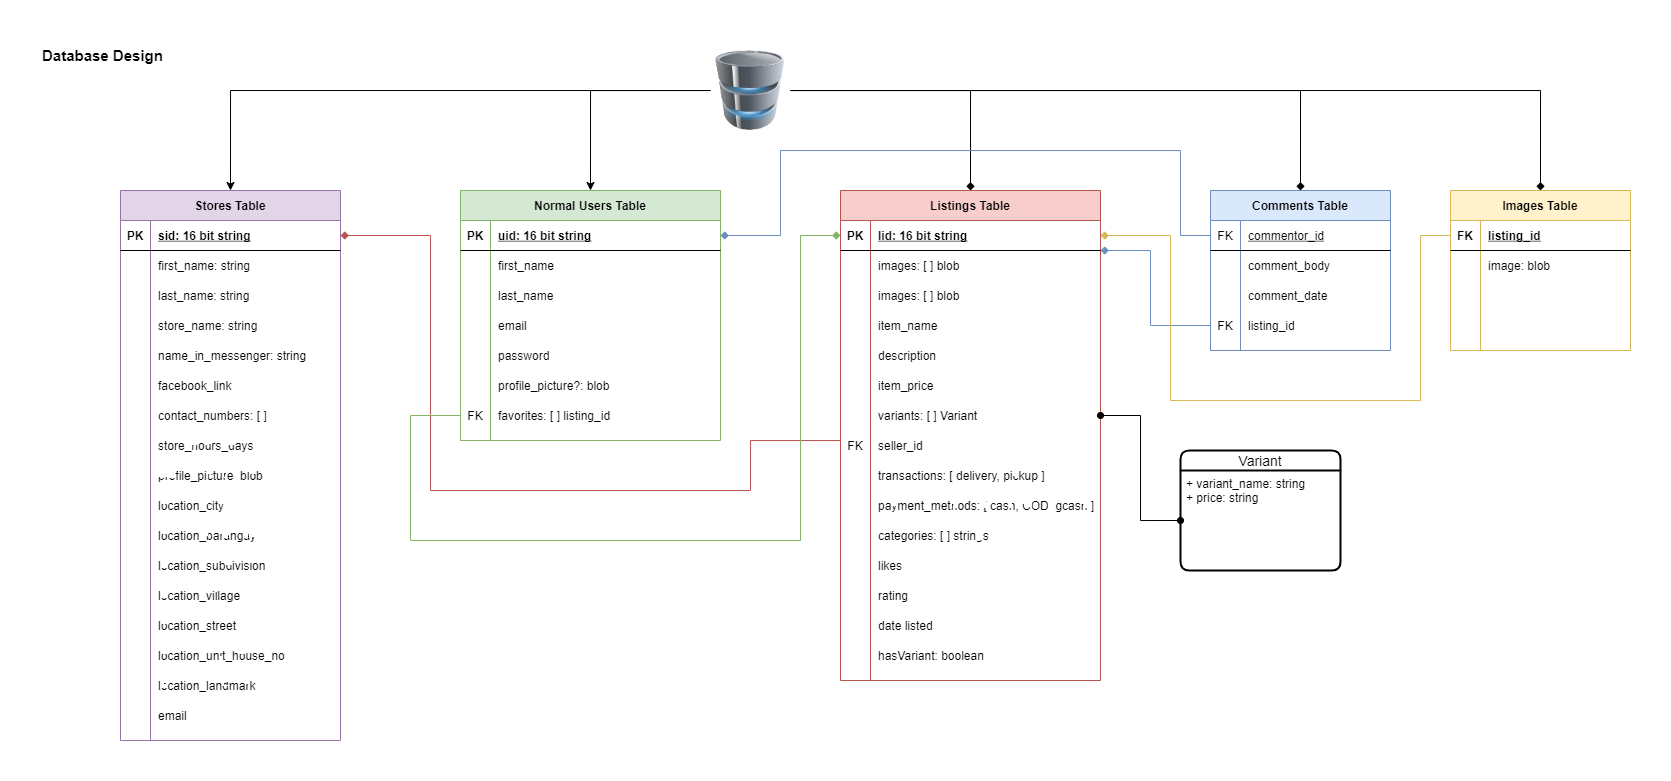 Database Design
Stores Table
PK sid: 16 bit string
first_name: string
last_name: string
store_name: string
name_in_messenger: string
facebook_link
contact_numbers: [ ]
store_hours_days
profile_picture blob
location_city
location_barangay
location_subdivision
location_village
location_street
location_unit_house_no
location_landmark
email
Normal Users Table
PK uid: 16 bit string
first_name
last_name
email
password
profile_picture?: blob
FK favorites: [ ] listing_id
Listings Table
PK lid: 16 bit string
images: [ ] blob
images: [ ] blob
item_name
description
item_price
variants: [ ] Variant
FK seller_id
transactions: [ delivery, pickup ]
payment_methods: [ cash, COD gcash ]
categories: [ ] strings
likes
rating
date listed
hasVariant: boolean
Comments Table
FK commentor_id
comment_body
comment_date
FK listing_id
Images Table
FK listing_id
image: blob
Variant
+ variant_name: string
+ price: string